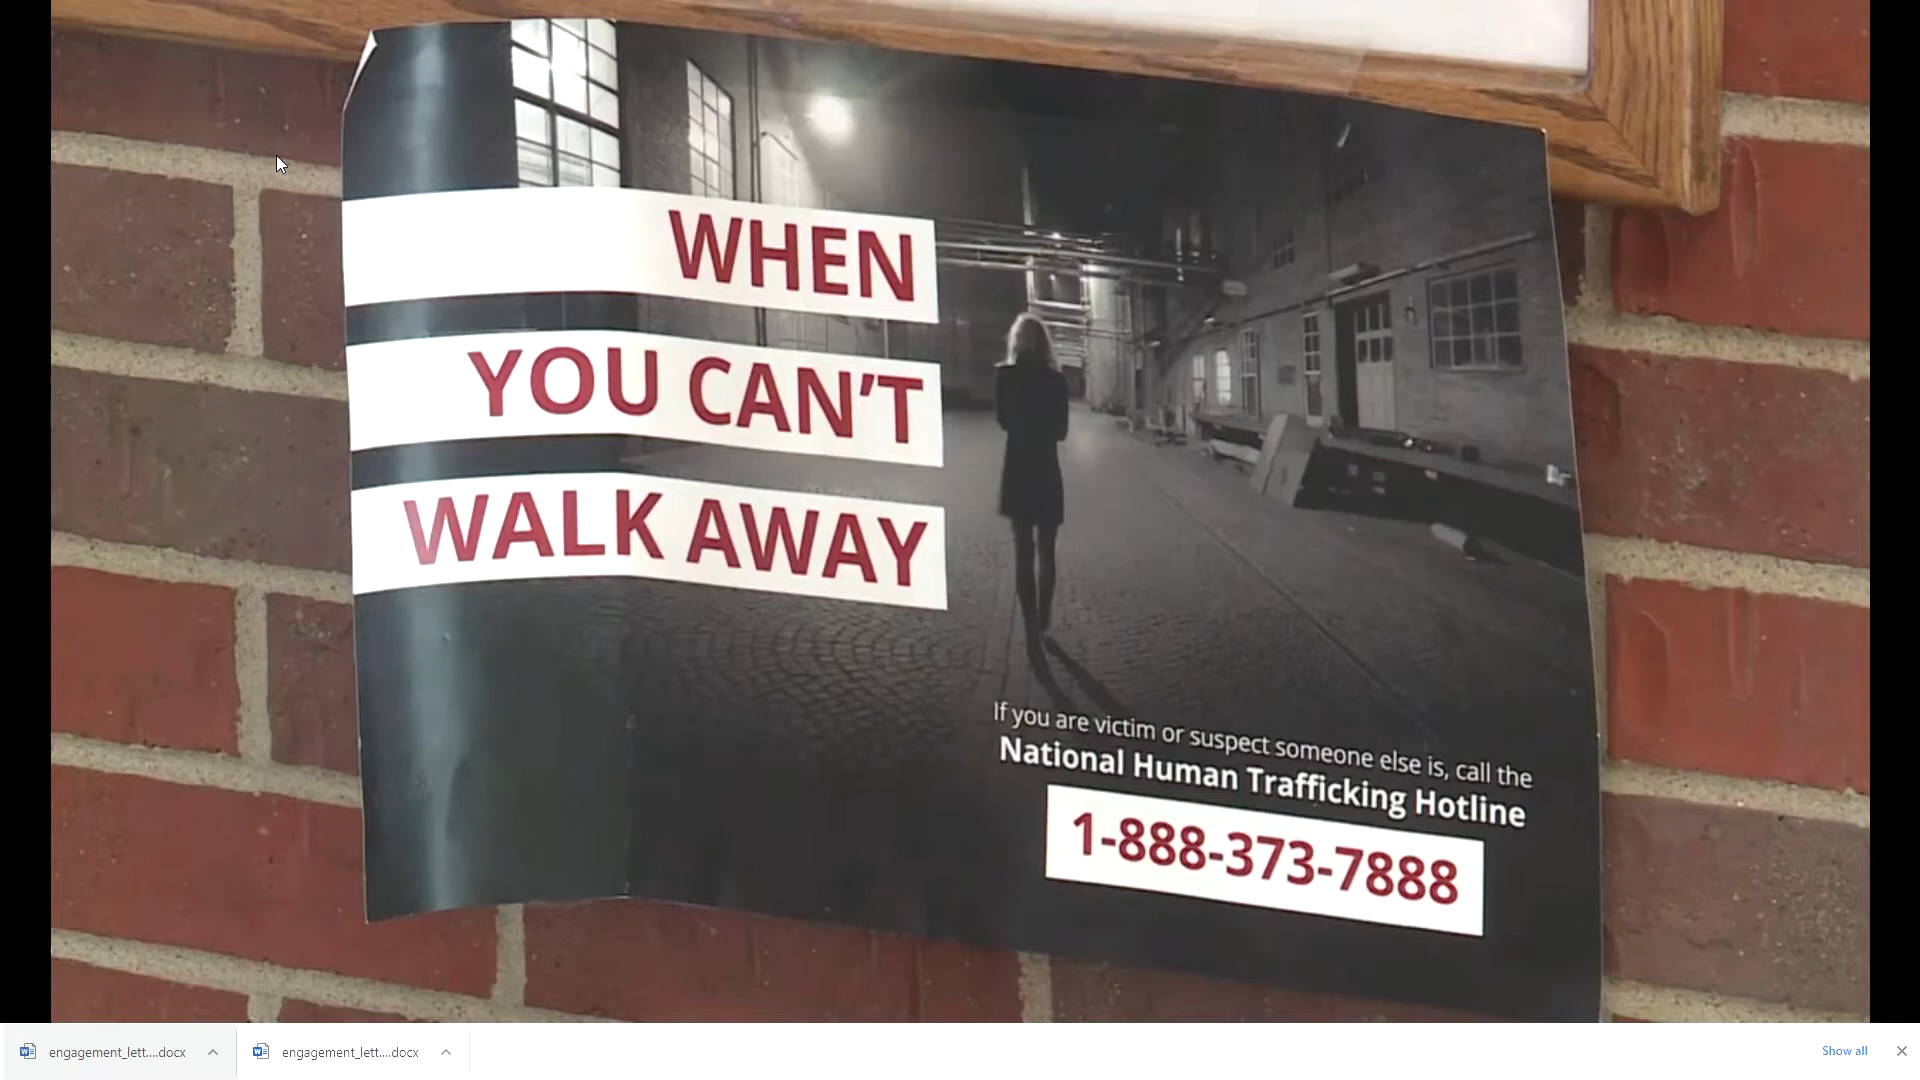 WHEN
YOU CAN'T
WALK AWAY
If you are victim or suspect someone else is, call the
National Human Trafficking Hotline
1-888-373-7888
engagement_lett....docx
engagement_lett....docx
Show all